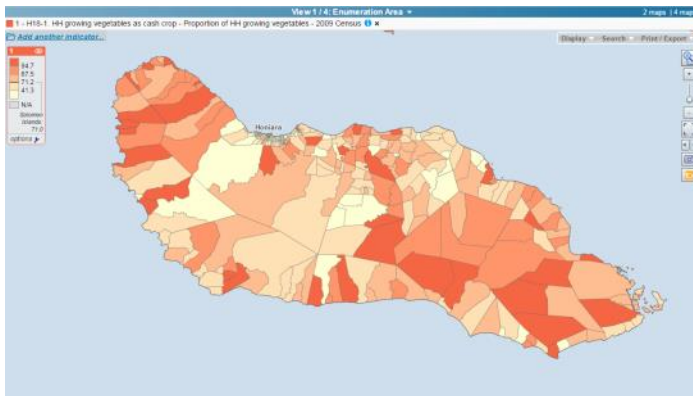 View 1 / 4: Enumeration Area
2 maps | 4 map
1 - H18-1. HH growing vegetables as cash crop - Proportion of HH growing vegetables - 2009 Census
Add another indicator...
Display
Search
Print / Export
1
94.7
87.5
71.2
41.3
N/A
Solomon
Islands
71.0
options
Honiara